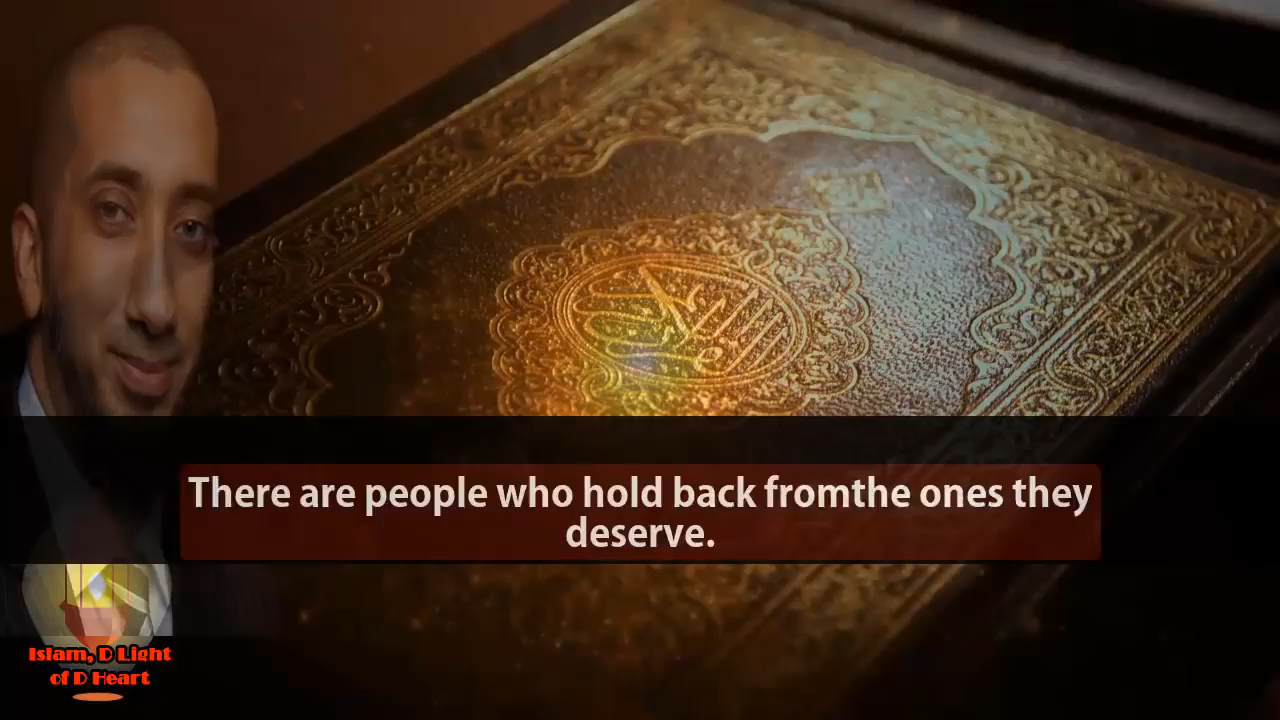 There are people who hold back fromthe ones they
deserve.
Islam, D Light
of D Heart